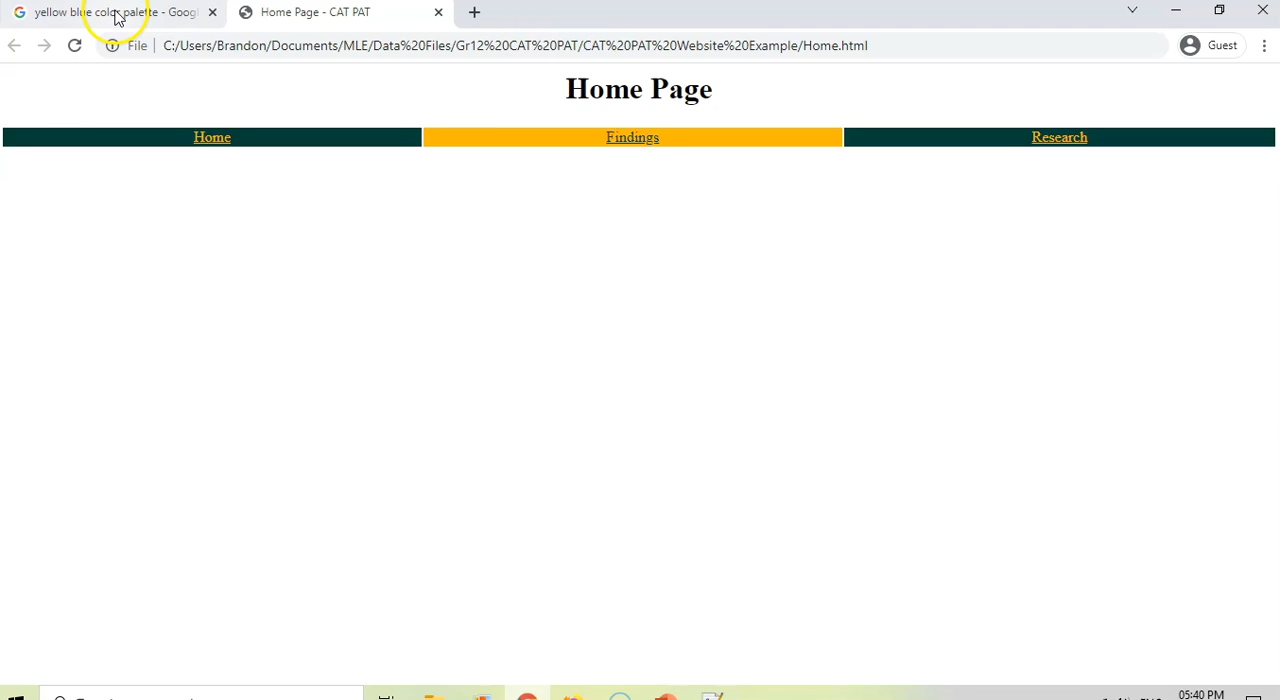 yellow blue color palette - Googl
Home Page - CAT PAT
File
C:/Users/Brandon/Documents/MLE/Data%20Files/Gr12%20CAT%20PAT/CAT%20PAT%20Website%20Example/Home.html
Guest
Home Page
Home
Findings
Research
05:40 PM